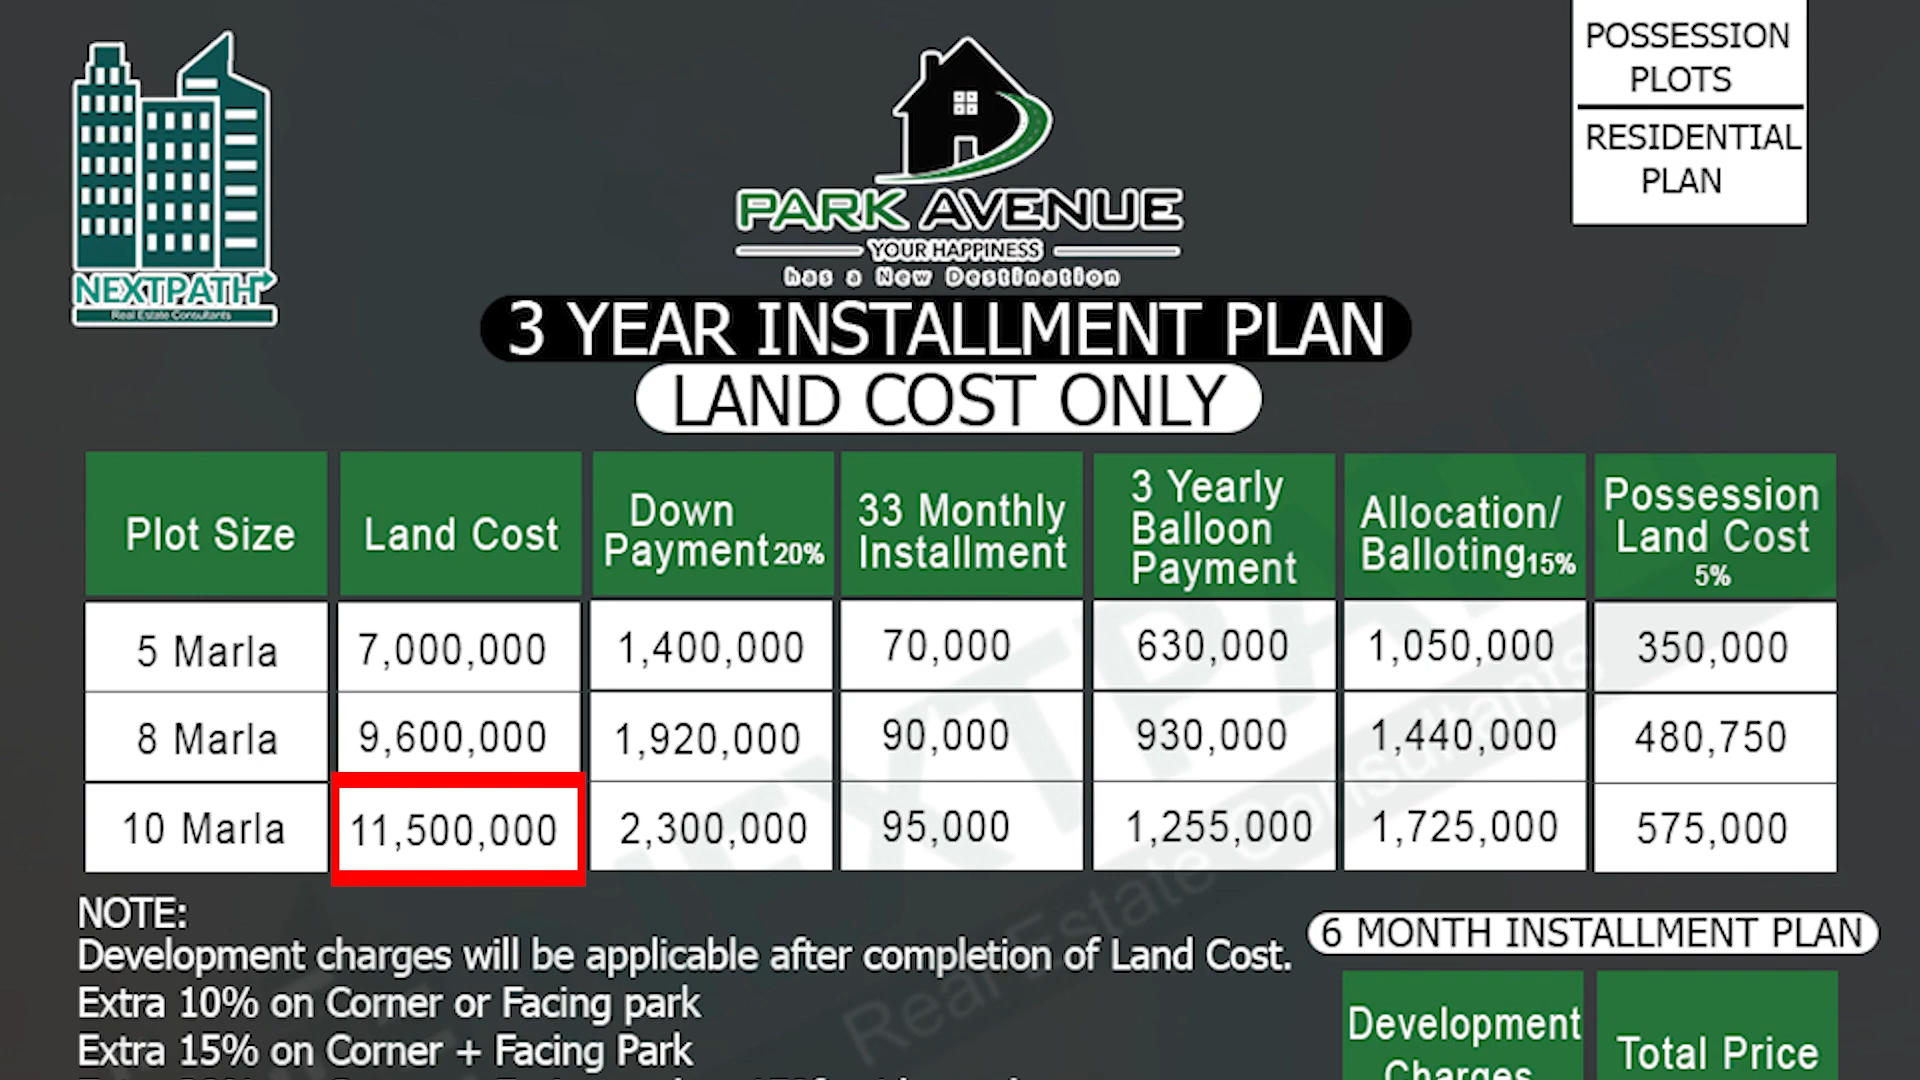 POSSESSION
PLOTS
RESIDENTIAL
PLAN
NEXTPATH
Real Estate Consultants
PARK AVENUE
YOUR HAPPINESS
has a New Destination
3 YEAR INSTALLMENT PLAN
LAND COST ONLY
Plot Size Land Cost Down Payment 20% 33 Monthly Installment 3 Yearly Balloon Payment Allocation/ Balloting 15% Possession Land Cost 5%
5 Marla 7,000,000 1,400,000 70,000 630,000 1,050,000 350,000
8 Marla 9,600,000 1,920,000 90,000 930,000 1,440,000 480,750
10 Marla 11,500,000 2,300,000 95,000 1,255,000 1,725,000 575,000
NOTE:
Development charges will be applicable after completion of Land Cost.
Extra 10% on Corner or Facing park
Extra 15% on Corner + Facing Park
6 MONTH INSTALLMENT PLAN
Development
Charges
Total Price
NEXTPATH
Real Estate Consultants